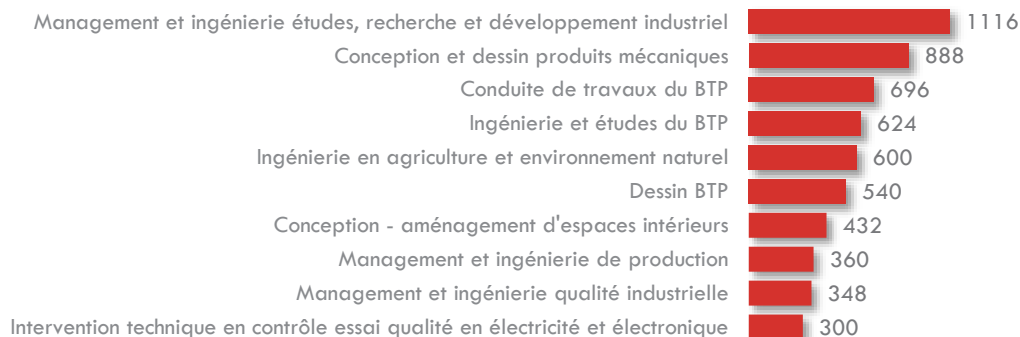 Management et ingénierie études, recherche et développement industriel 1116
Conception et dessin produits mécaniques 888
Conduite de travaux du BTP 696
Ingénierie et études du BTP 624
Ingénierie en agriculture et environnement naturel 600
Dessin BTP 540
Conception - aménagement d'espaces intérieurs 432
Management et ingénierie de production 360
Management et ingénierie qualité industrielle 348
Intervention technique en contrôle essai qualité en électricité et électronique 300